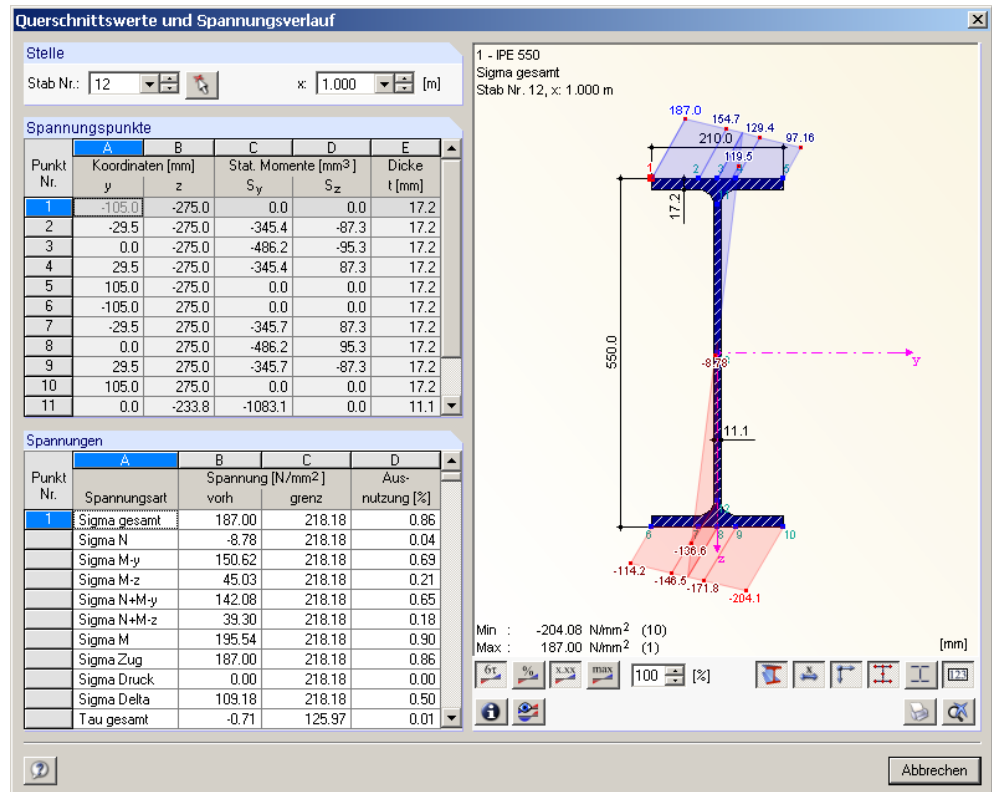 Querschnittswerte und Spannungsverlauf
Stelle
Stab Nr.: 12 x: 1.000 [m]
Spannungspunkte
A B C D E
Punkt Nr. Koordinaten [mm] Stat. Momente [mm³] Dicke
y z Sy Sz t [mm]
1 -105.0 -275.0 0.0 0.0 17.2
2 -29.5 -275.0 -345.4 -87.3 17.2
3 0.0 -275.0 -486.2 -95.3 17.2
4 29.5 -275.0 -345.4 87.3 17.2
5 105.0 -275.0 0.0 0.0 17.2
6 -105.0 275.0 0.0 0.0 17.2
7 -29.5 275.0 -345.7 87.3 17.2
8 0.0 275.0 -486.2 95.3 17.2
9 29.5 275.0 -345.7 -87.3 17.2
10 105.0 275.0 0.0 0.0 17.2
11 0.0 -233.8 -1083.1 0.0 11.1
Spannungen
A B C D
Punkt Nr. Spannung [N/mm²] Aus-
Spannungsart vorh grenz nutzung [%]
1 Sigma gesamt 187.00 218.18 0.86
Sigma N -8.78 218.18 0.04
Sigma M-y 150.62 218.18 0.69
Sigma M-z 45.03 218.18 0.21
Sigma N+M-y 142.08 218.18 0.65
Sigma N+M-z 39.30 218.18 0.18
Sigma M 195.54 218.18 0.90
Sigma Zug 187.00 218.18 0.86
Sigma Druck 0.00 218.18 0.00
Sigma Delta 109.18 218.18 0.50
Tau gesamt -0.71 125.97 0.01
1 - IPE 550
Sigma gesamt
Stab Nr. 12, x: 1.000 m
187.0
154.7
129.4
97.16
210.0
119.5
1
2
3
5
17.2
550.0
-8.78
y
11.1
6
8
9
10
z
-136.6
-114.2
-146.5
-171.8
-204.1
Min : -204.08 N/mm² (10)
Max : 187.00 N/mm² (1)
[mm]
6τ
%
x.xx
max
100
[%]
x
123
Abbrechen